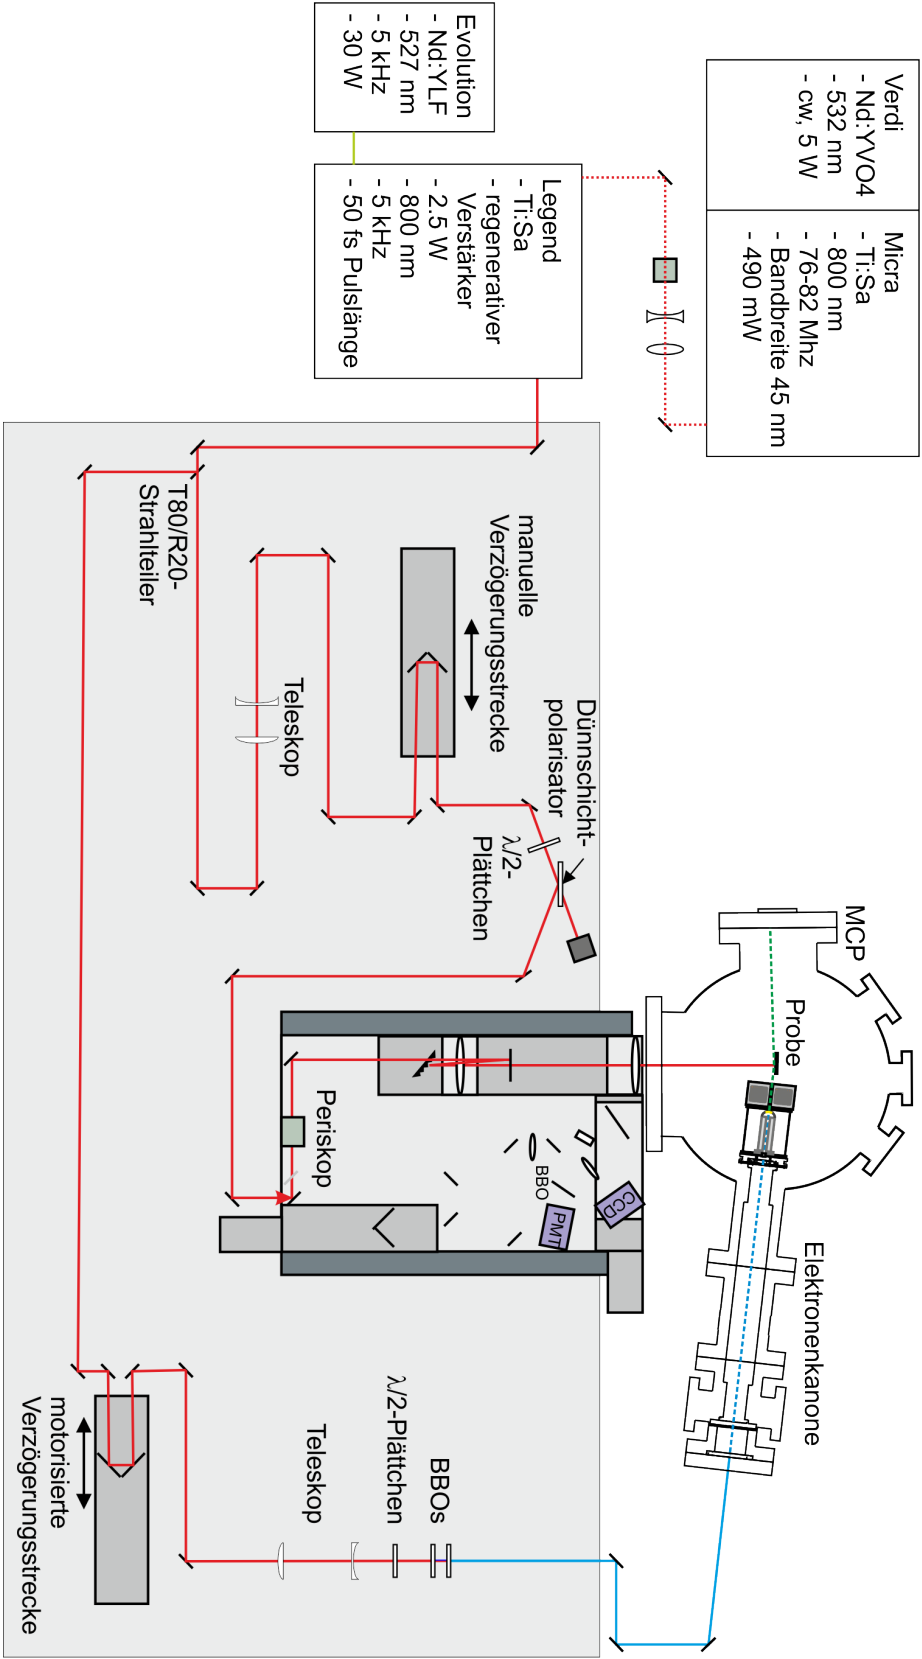 Verdi
- Nd:YVO4
- 532 nm
- cw, 5 W
Micra
- Ti:Sa
- 800 nm
- 76-82 Mhz
- Bandbreite 45 nm
- 490 mW
Evolution
- Nd:YLF
- 527 nm
- 5 kHz
- 30 W
Legend
- Ti:Sa
- regenerativer
Verstärker
- 2.5 W
- 800 nm
- 5 kHz
- 50 fs Pulslänge
T80/R20-
Strahlteiler
manuelle
Verzögerungsstrecke
Teleskop
Dünnschicht-
polarisator
λ/2-
Plättchen
MCP
Probe
Elektronenkanone
Periskop
BBO
CCD
PMT
motorisierte
Verzögerungsstrecke
Teleskop
λ/2-Plättchen
BBOs